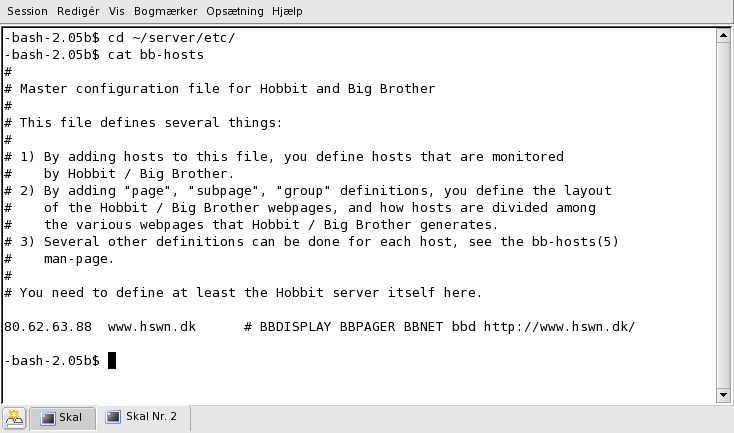 Session Redigér Vis Bogmærker Opsætning Hjælp
-bash-2.05b$ cd ~/server/etc/
-bash-2.05b$ cat bb-hosts
#
# Master configuration file for Hobbit and Big Brother
#
# This file defines several things:
#
# 1) By adding hosts to this file, you define hosts that are monitored
#    by Hobbit / Big Brother.
# 2) By adding "page", "subpage", "group" definitions, you define the layout
#    of the Hobbit / Big Brother webpages, and how hosts are divided among
#    the various webpages that Hobbit / Big Brother generates.
# 3) Several other definitions can be done for each host, see the bb-hosts(5)
#    man-page.
#
# You need to define at least the Hobbit server itself here.
80.62.63.88  www.hswn.dk      # BBDISPLAY BBPAGER BBNET bbd http://www.hswn.dk/
-bash-2.05b$
Skal Skal Nr. 2